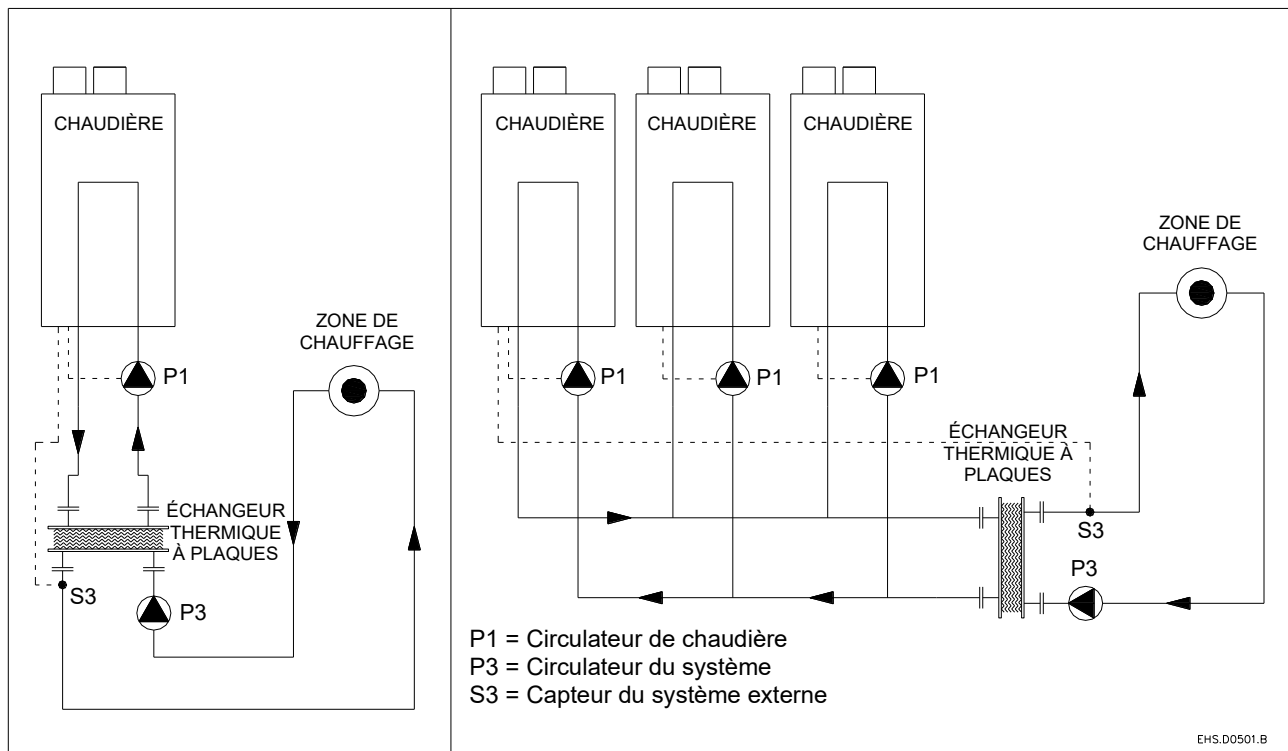 CHAUDIÈRE
P1
ZONE DE
CHAUFFAGE
ÉCHANGEUR
THERMIQUE
À PLAQUES
S3
P3
CHAUDIÈRE
CHAUDIÈRE
CHAUDIÈRE
P1
P1
P1
ZONE DE
CHAUFFAGE
ÉCHANGEUR
THERMIQUE À
PLAQUES
S3
P3
P1 = Circulateur de chaudière
P3 = Circulateur du système
S3 = Capteur du système externe
EHS.D0501.B